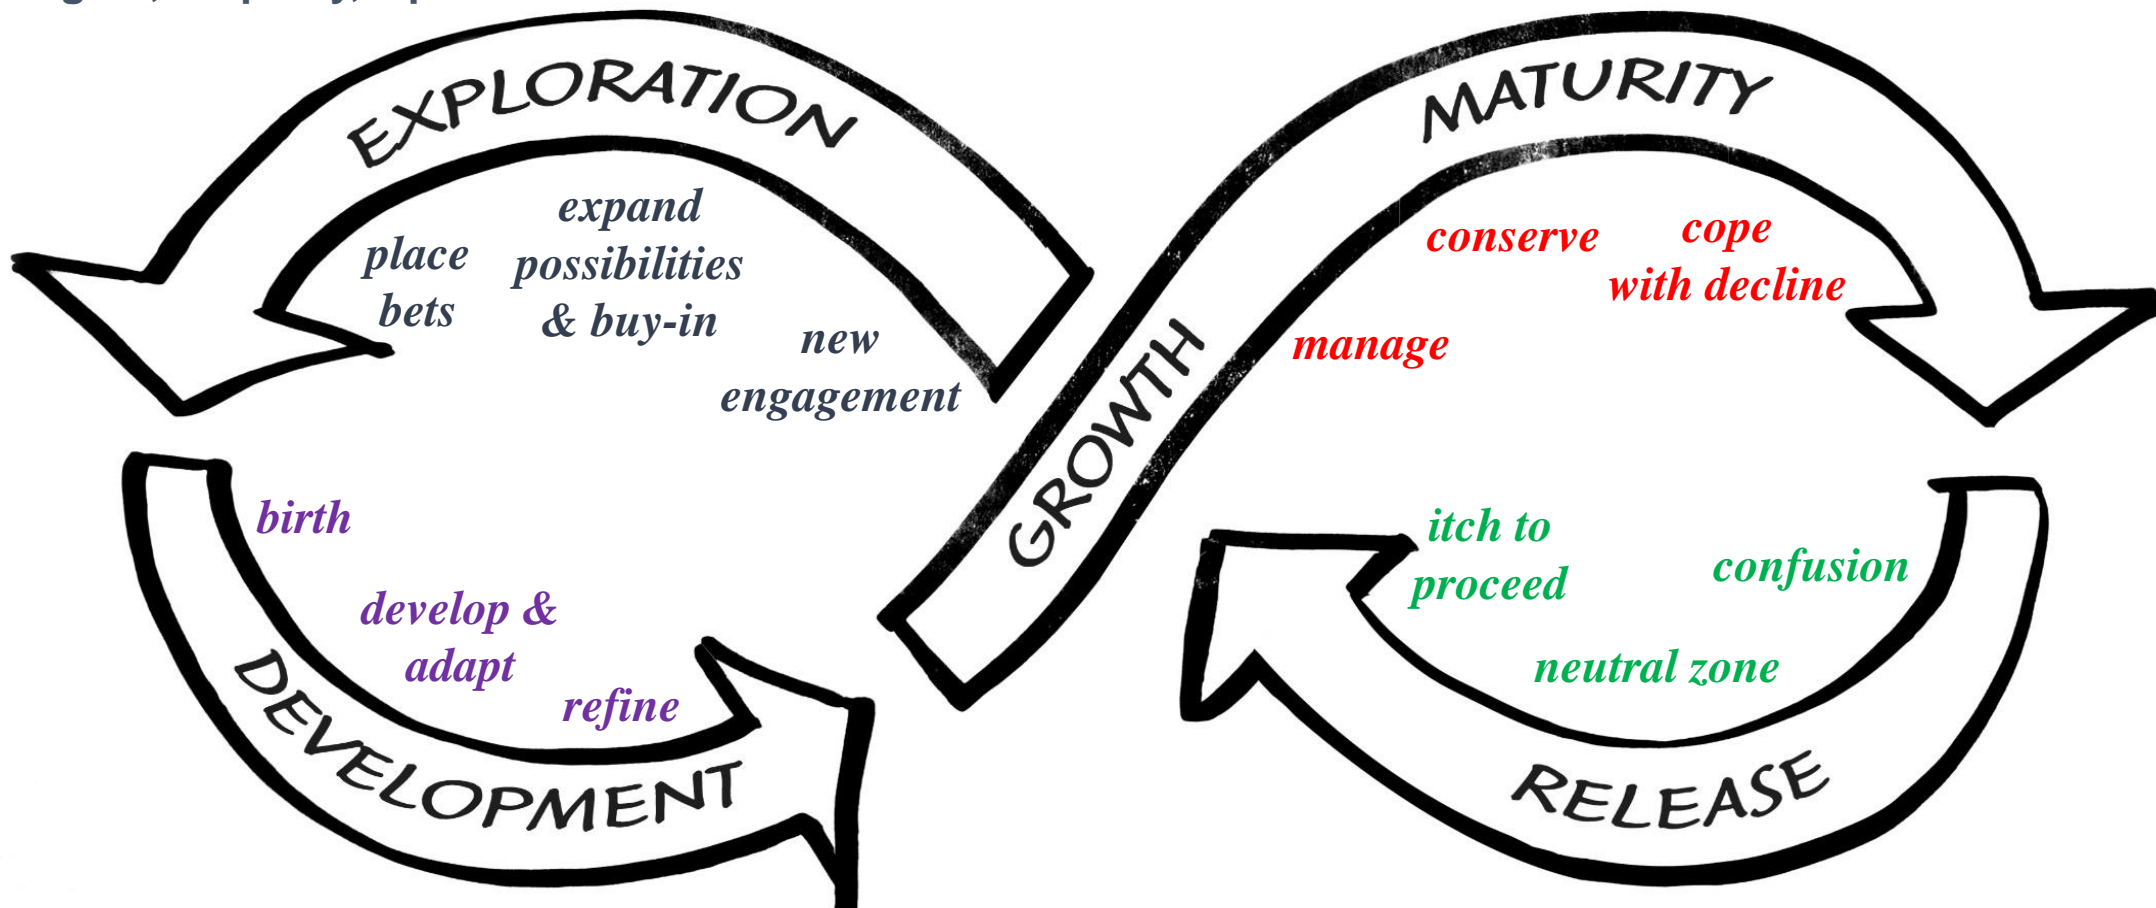 EXPLORATION
MATURITY
expand
place
possibilities
bets
& buy-in
new
engagement
conserve
cope
with decline
manage
GROWTH
birth
develop &
adapt
refine
DEVELOPMENT
itch to
proceed
confusion
neutral zone
RELEASE